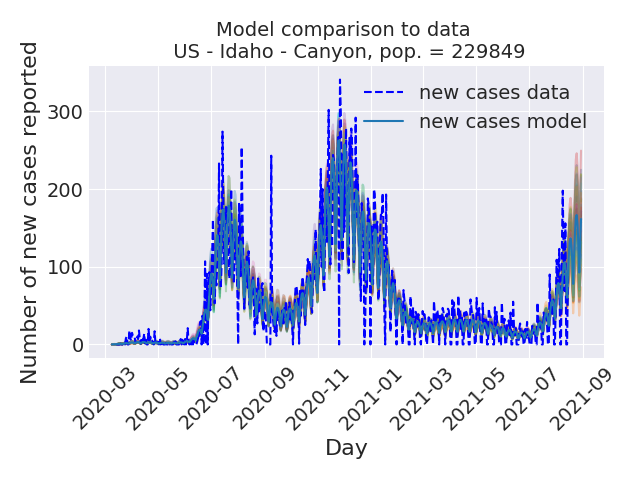 Model comparison to data
US - Idaho - Canyon, pop. = 229849
new cases data
new cases model
Number of new cases reported
300
200
100
0
2020-03
2020-05
2020-07
2020-09
2020-11
2021-01
2021-03
2021-05
2021-07
2021-09
Day